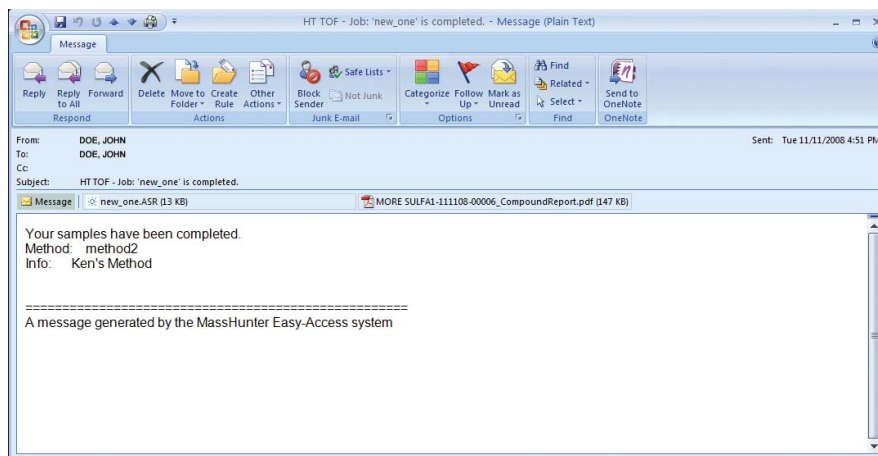 HT TOF - Job: 'new_one' is completed. - Message (Plain Text)
Message
Reply Reply to All Forward Delete Move to Folder Create Rule Other Actions Block Sender Safe Lists Not Junk Categorize Follow Up Mark as Unread Find Related Select Send to OneNote
Respond Actions Junk E-mail Options Find OneNote
From: DOE, JOHN Sent: Tue 11/11/2008 4:51 PM
To: DOE, JOHN
Cc:
Subject: HT TOF - Job: 'new_one' is completed.
Message new_one.ASR (13 KB) MORE SULFA1-111108-00006_CompoundReport.pdf (147 KB)
Your samples have been completed.
Method: method2
Info: Ken's Method
====================================================
A message generated by the MassHunter Easy-Access system